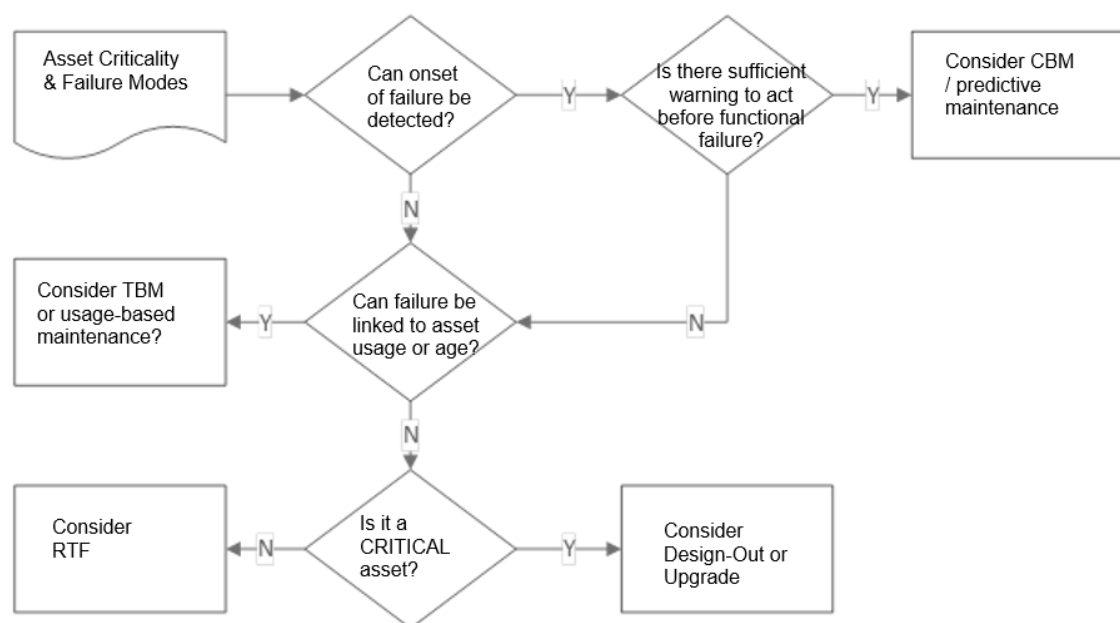 Asset Criticality
& Failure Modes
Can onset
of failure be
detected?
Y
Is there sufficient
warning to act
before functional
failure?
Y
Consider CBM
/ predictive
maintenance
N
Consider TBM
or usage-based
maintenance?
Y
Can failure be
linked to asset
usage or age?
N
N
Consider
RTF
N
Is it a
CRITICAL
asset?
Y
Consider
Design-Out or
Upgrade